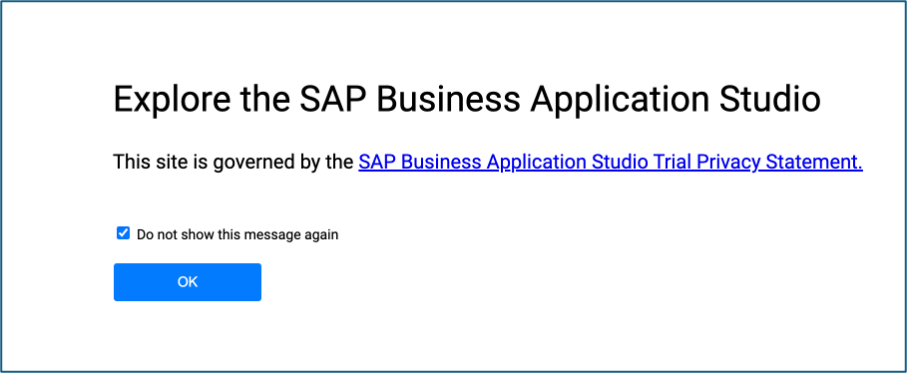 Explore the SAP Business Application Studio
This site is governed by the SAP Business Application Studio Trial Privacy Statement.
Do not show this message again
OK